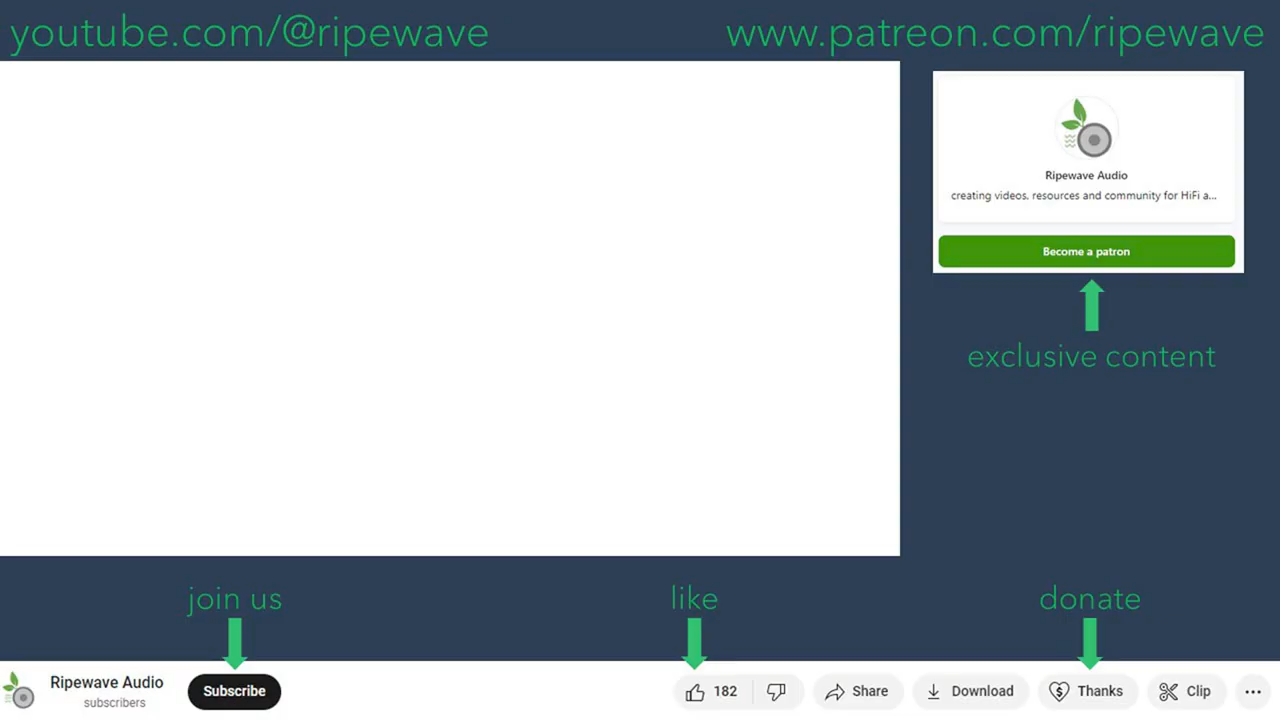 youtube.com/@ripewave
www.patreon.com/ripewave
Ripewave Audio
creating videos, resources and community for HiFi a...
Become a patron
exclusive content
join us
like
donate
Ripewave Audio
subscribers
Subscribe
182
Share
Download
Thanks
Clip
...